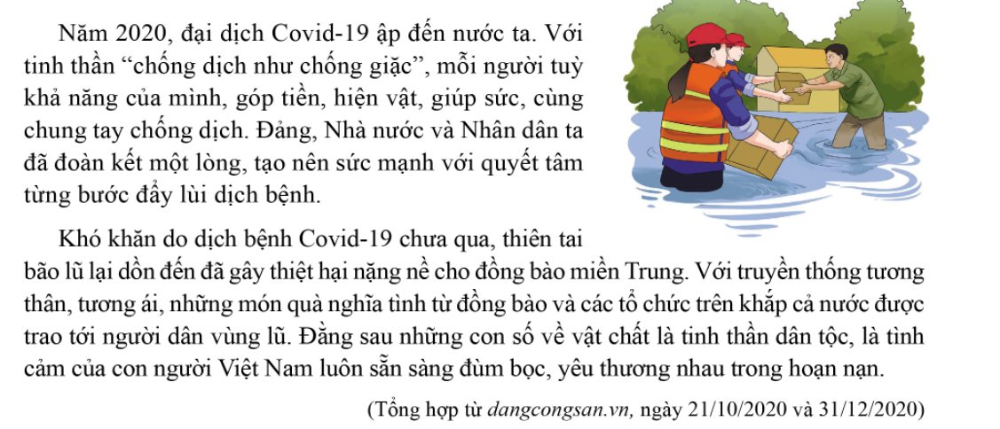 Năm 2020, đại dịch Covid-19 ập đến nước ta. Với
tinh thần “chống dịch như chống giặc”, mỗi người tuỳ
khả năng của mình, góp tiền, hiện vật, giúp sức, cùng
chung tay chống dịch. Đảng, Nhà nước và Nhân dân ta
đã đoàn kết một lòng, tạo nên sức mạnh với quyết tâm
từng bước đẩy lùi dịch bệnh.
Khó khăn do dịch bệnh Covid-19 chưa qua, thiên tai
bão lũ lại dồn đến đã gây thiệt hại nặng nề cho đồng bào miền Trung. Với truyền thống tương
thân, tương ái, những món quà nghĩa tình từ đồng bào và các tổ chức trên khắp cả nước được
trao tới người dân vùng lũ. Đằng sau những con số về vật chất là tinh thần dân tộc, là tình
cảm của con người Việt Nam luôn sẵn sàng đùm bọc, yêu thương nhau trong hoạn nạn.
(Tổng hợp từ dangcongsan.vn, ngày 21/10/2020 và 31/12/2020)